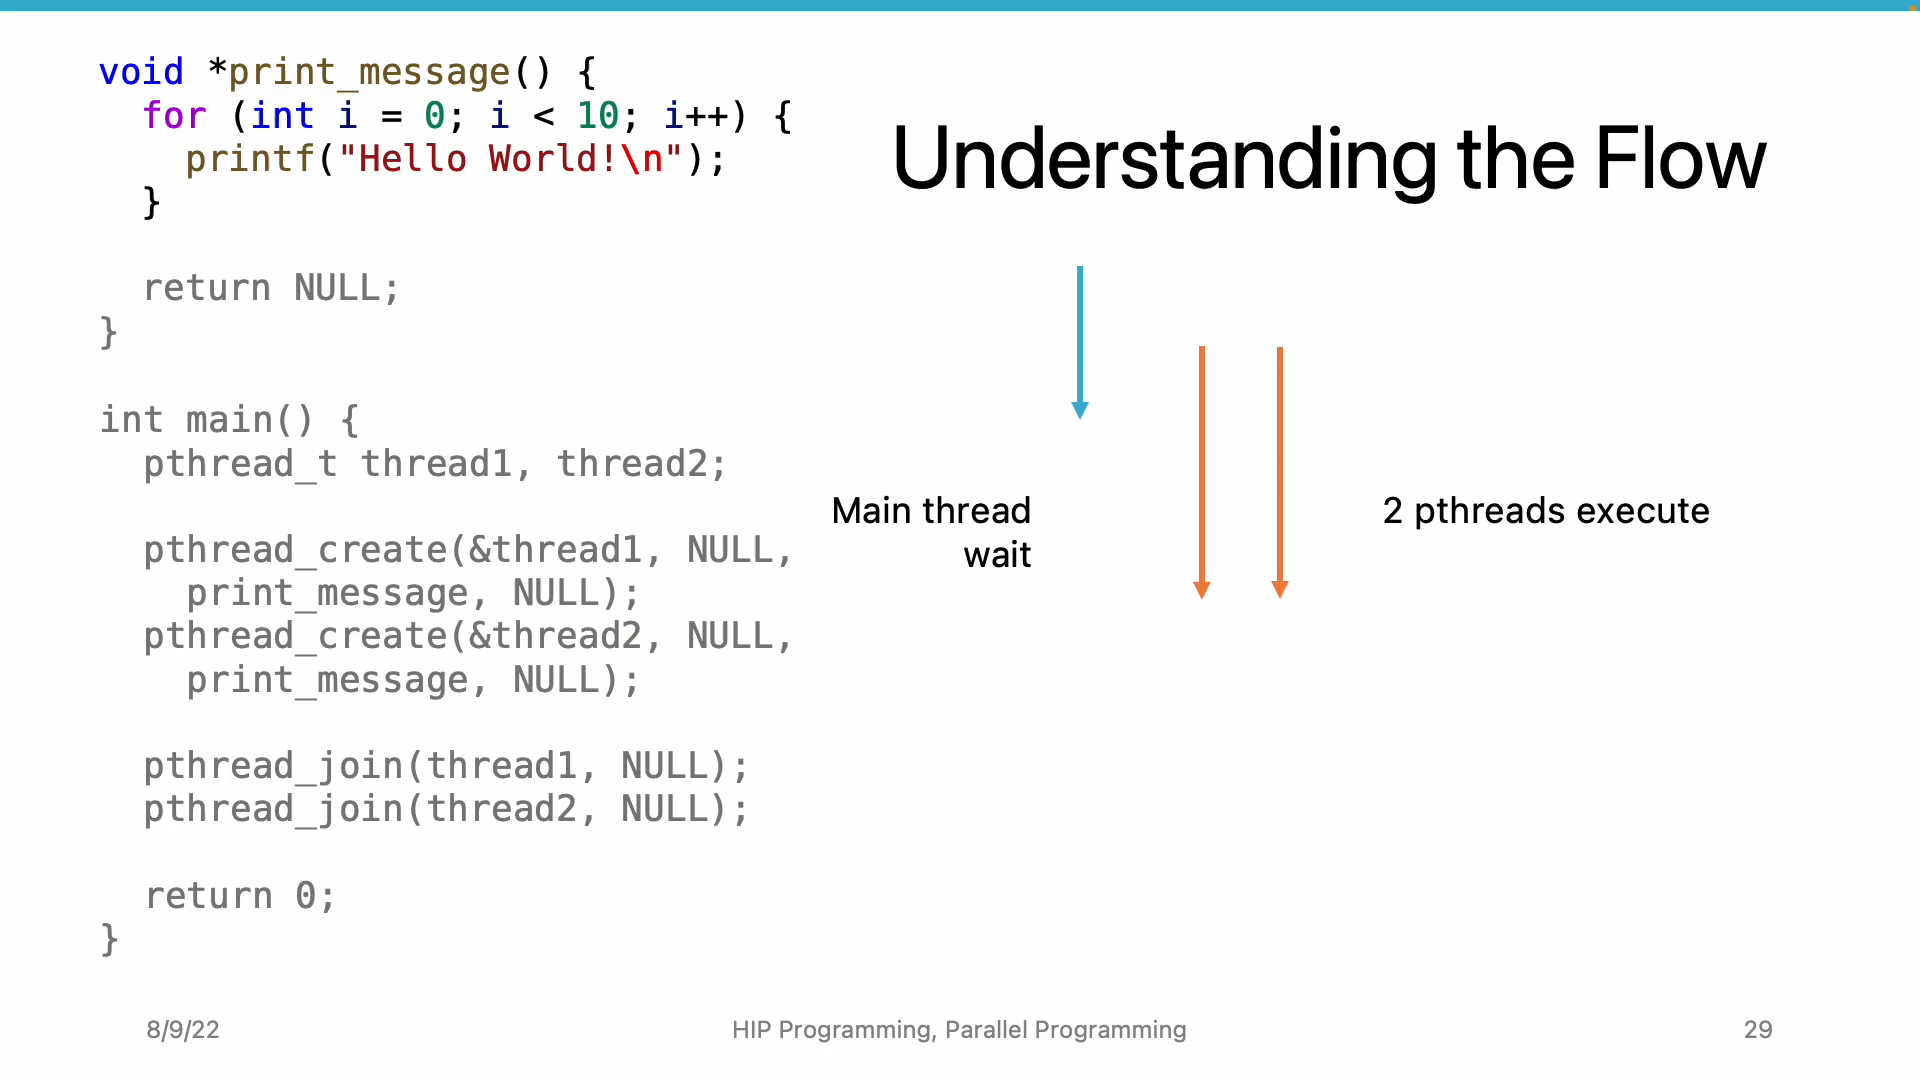 void *print_message() {
  for (int i = 0; i < 10; i++) {
    printf("Hello World!\n");
  }

  return NULL;
}

int main() {
  pthread_t thread1, thread2;

  pthread_create(&thread1, NULL,
    print_message, NULL);
  pthread_create(&thread2, NULL,
    print_message, NULL);

  pthread_join(thread1, NULL);
  pthread_join(thread2, NULL);

  return 0;
}
Understanding the Flow
Main thread
wait
2 pthreads execute
8/9/22
HIP Programming, Parallel Programming
29